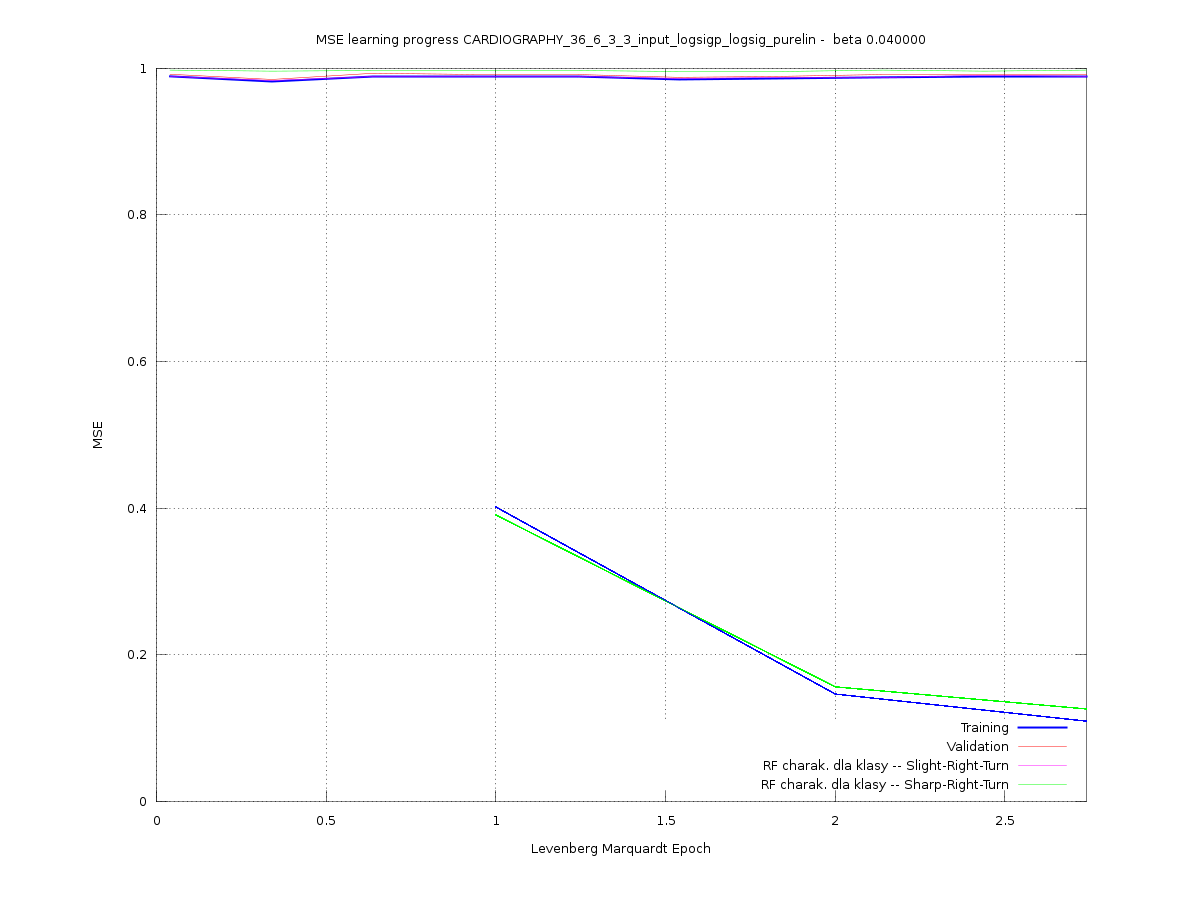 MSE learning progress CARDIOGRAPHY_36_6_3_3_input_logsigp_logsig_purelin -  beta 0.040000
1
0.8
0.6
0.4
0.2
0
MSE
Training
Validation
RF charak. dla klasy -- Slight-Right-Turn
RF charak. dla klasy -- Sharp-Right-Turn
0 0.5 1 1.5 2 2.5
Levenberg Marquardt Epoch